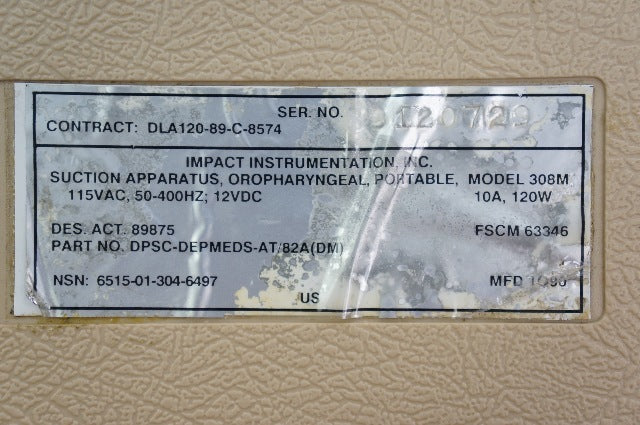 SER. NO.
CONTRACT: DLA120-89-C-8574
IMPACT INSTRUMENTATION, INC.
SUCTION APPARATUS, OROPHARYNGEAL, PORTABLE, MODEL 308M
115VAC, 50-400HZ; 12VDC 10A, 120W
DES. ACT. 89875 FSCM 63346
PART NO. DPSC-DEPMEDS-AT/82A(DM)
NSN: 6515-01-304-6497 MFD
US